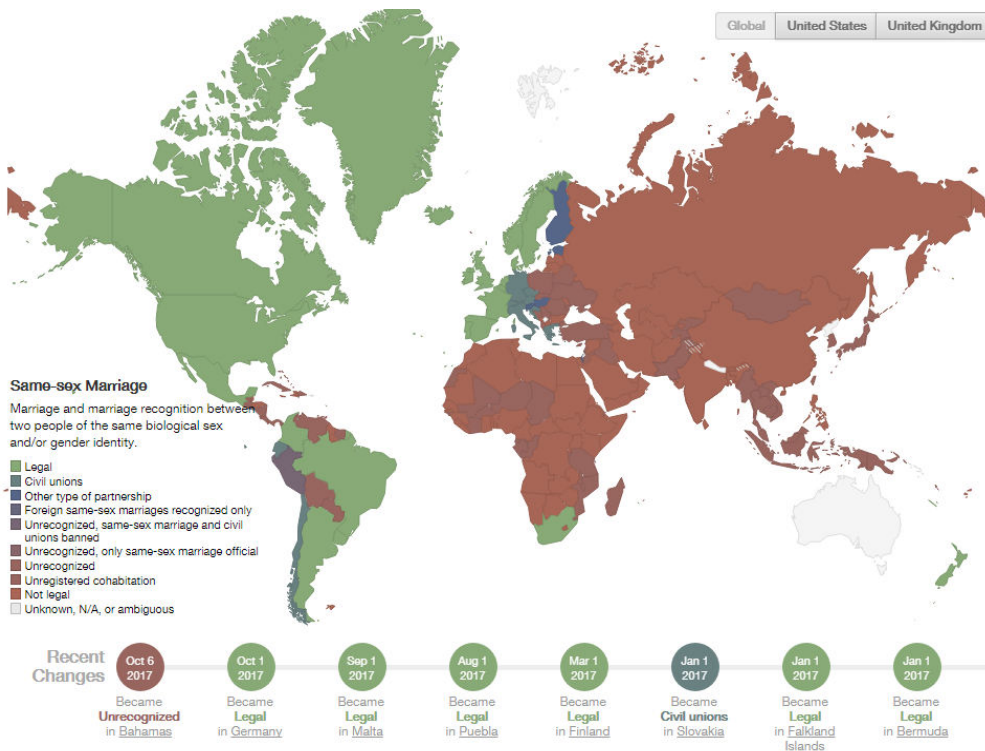 Global United States United Kingdom
Same-sex Marriage
Marriage and marriage recognition between
two people of the same biological sex
and/or gender identity.
Legal
Civil unions
Other type of partnership
Foreign same-sex marriages recognized only
Unrecognized, same-sex marriage and civil
unions banned
Unrecognized, only same-sex marriage official
Unrecognized
Unregistered cohabitation
Not legal
Unknown, N/A, or ambiguous
Recent
Changes
Oct 6
2017
Became
Unrecognized
in Bahamas
Oct 1
2017
Became
Legal
in Germany
Sep 1
2017
Became
Legal
in Malta
Aug 1
2017
Became
Legal
in Puebla
Mar 1
2017
Became
Legal
in Finland
Jan 1
2017
Became
Civil unions
in Slovakia
Jan 1
2017
Became
Legal
in Falkland
Islands
Jan 1
2017
Became
Legal
in Bermuda